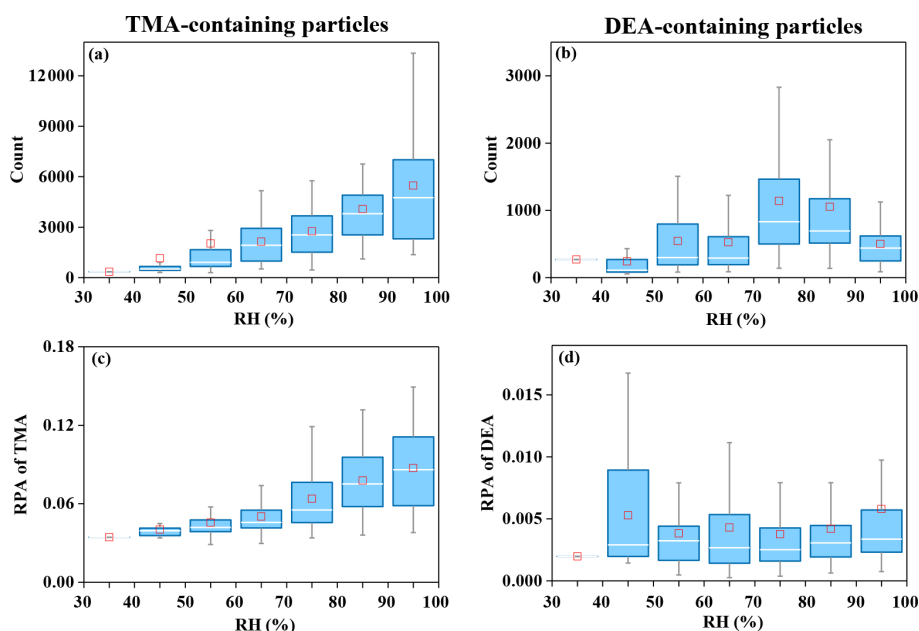 TMA-containing particles
DEA-containing particles
(a)
12000
9000
6000
3000
0
Count
30 40 50 60 70 80 90 100
RH (%)
(b)
3000
2000
1000
0
Count
30 40 50 60 70 80 90 100
RH (%)
(c)
0.18
0.12
0.06
0.00
RPA of TMA
30 40 50 60 70 80 90 100
RH (%)
(d)
0.015
0.010
0.005
0.000
RPA of DEA
30 40 50 60 70 80 90 100
RH (%)